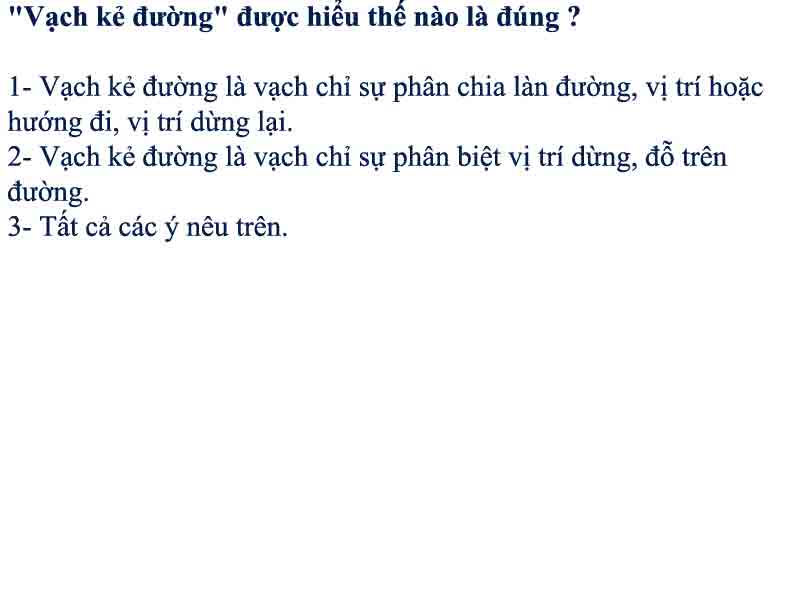 "Vạch kẻ đường" được hiểu thế nào là đúng ?
1- Vạch kẻ đường là vạch chỉ sự phân chia làn đường, vị trí hoặc
hướng đi, vị trí dừng lại.
2- Vạch kẻ đường là vạch chỉ sự phân biệt vị trí dừng, đỗ trên
đường.
3- Tất cả các ý nêu trên.